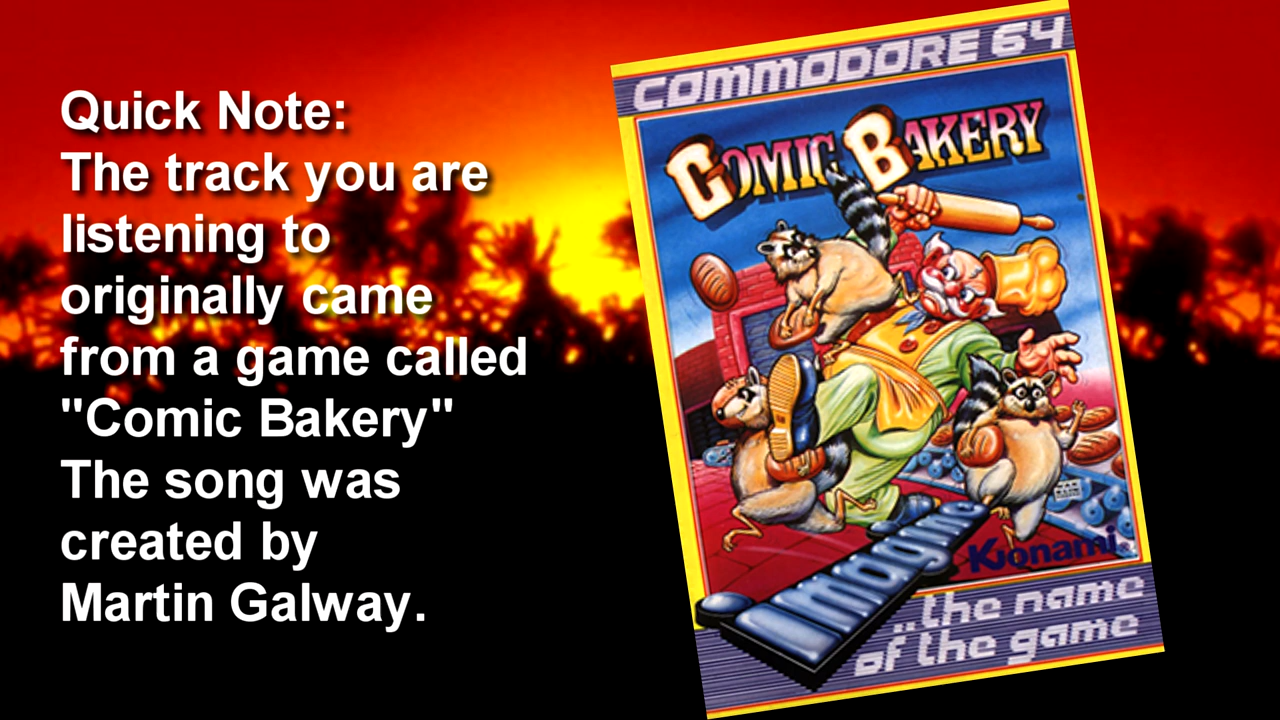 Quick Note:
The track you are
listening to
originally came
from a game called
"Comic Bakery"
The song was
created by
Martin Galway.
COMMODORE 64
COMIC BAKERY
imagine
Konami
...the name
of the game